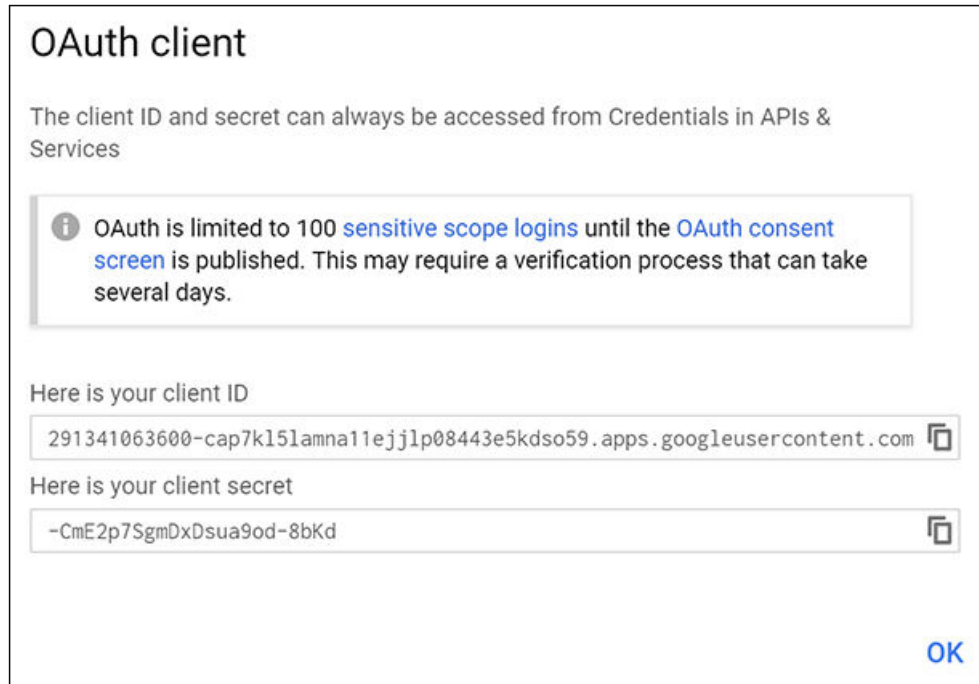 OAuth client
The client ID and secret can always be accessed from Credentials in APIs &
Services
OAuth is limited to 100 sensitive scope logins until the OAuth consent
screen is published. This may require a verification process that can take
several days.
Here is your client ID
291341063600-cap7kl5lamna11ejjlp08443e5kdso59.apps.googleusercontent.com
Here is your client secret
-CmE2p7SgmDxDsua9od-8bKd
OK